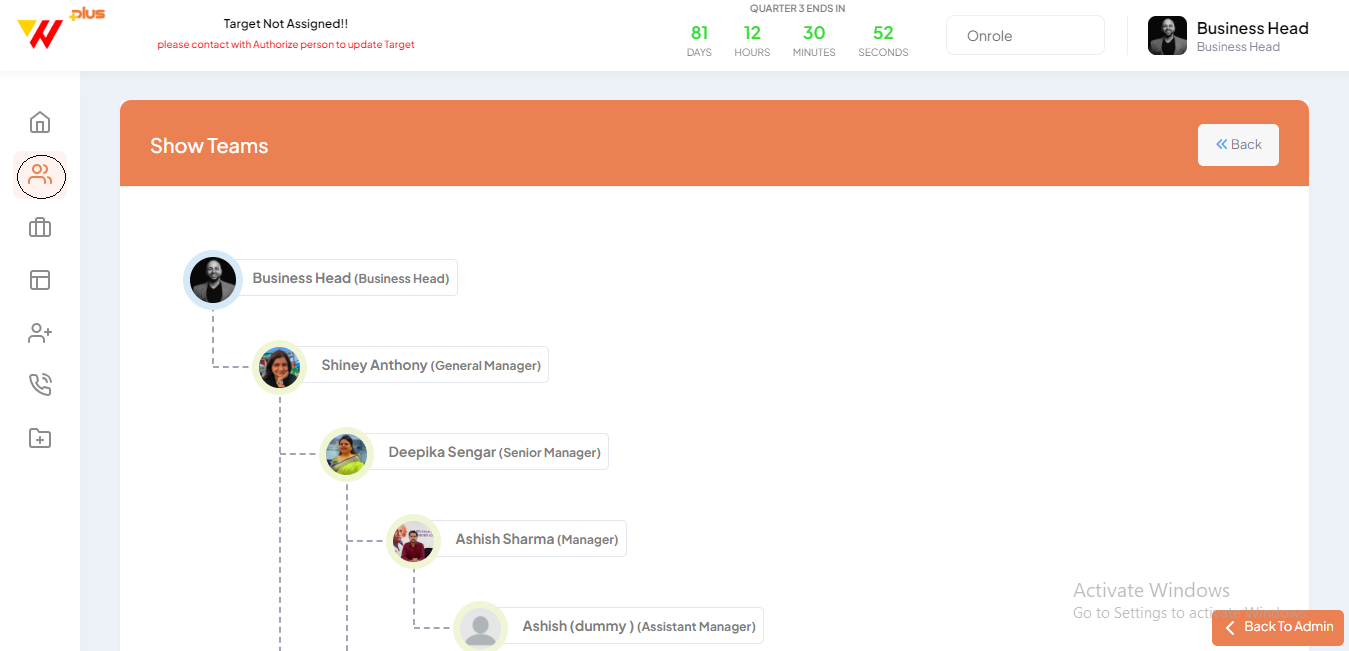 plus
Target Not Assigned!!
please contact with Authorize person to update Target
QUARTER 3 ENDS IN
81 12 30 52
DAYS HOURS MINUTES SECONDS
Onrole
Business Head
Business Head
Show Teams
Back
Business Head (Business Head)
Shiney Anthony (General Manager)
Deepika Sengar (Senior Manager)
Ashish Sharma (Manager)
Ashish (dummy ) (Assistant Manager)
Activate Windows
Go to Settings to activate Windows.
Back To Admin